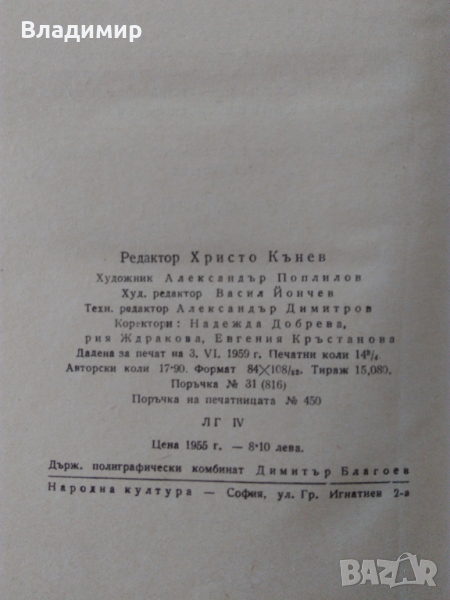 Владимир
Редактор Христо Кънев
Художник Александър Поплилов
Худ. редактор Васил Йончев
Техн. редактор Александър Димитров
Коректори: Надежда Добрева,
рия Ждракова, Евгения Кръстанова
Дадена за печат на 3. VI. 1959 г. Печатни коли 14³/₄
Авторски коли 17·90. Формат 84×108/₃₂. Тираж 15,080.
Поръчка № 31 (816)
Поръчка на печатницата № 450
ЛГ IV
Цена 1955 г. — 8·10 лева.
Държ. полиграфически комбинат Димитър Благоев
Народна култура — София, ул. Гр. Игнатиев 2-а
BAZAR